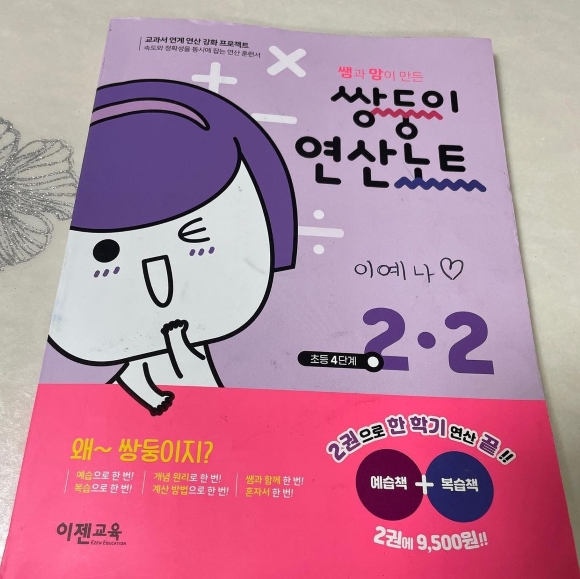 교과서 연계 연산 강화 프로젝트
속도와 정확성을 동시에 잡는 연산 훈련서
쌤과 맘이 만든
쌍둥이
연산노트
이예나♡
초등 4단계
2·2
2권으로 한 학기 연산 끝!!
예습책 + 복습책
2권에 9,500원!!
왜~ 쌍둥이지?
예습으로 한 번! 개념 원리로 한 번! 쌤과 함께 한 번!
복습으로 한 번! 계산 방법으로 한 번! 혼자서 한 번!
이젠교육
EZEN EDUCATION